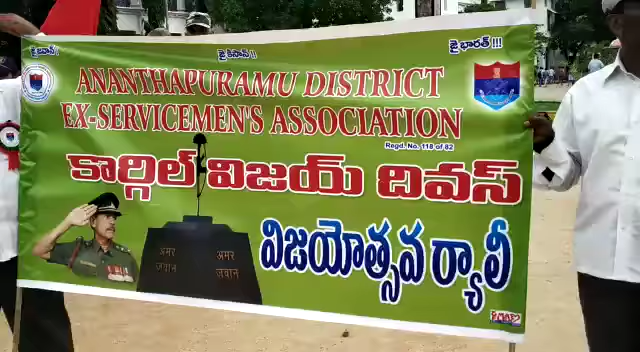 జై జవాన్ !
జై కిసాన్ !!
జై భారత్ !!!
ANANTHAPURAMU DISTRICT
EX-SERVICEMEN'S ASSOCIATION
Regd. No. 118 of 82
కార్గిల్ విజయ్ దివస్
విజయోత్సవ ర్యాలీ
अमर जवान
अमर जवान